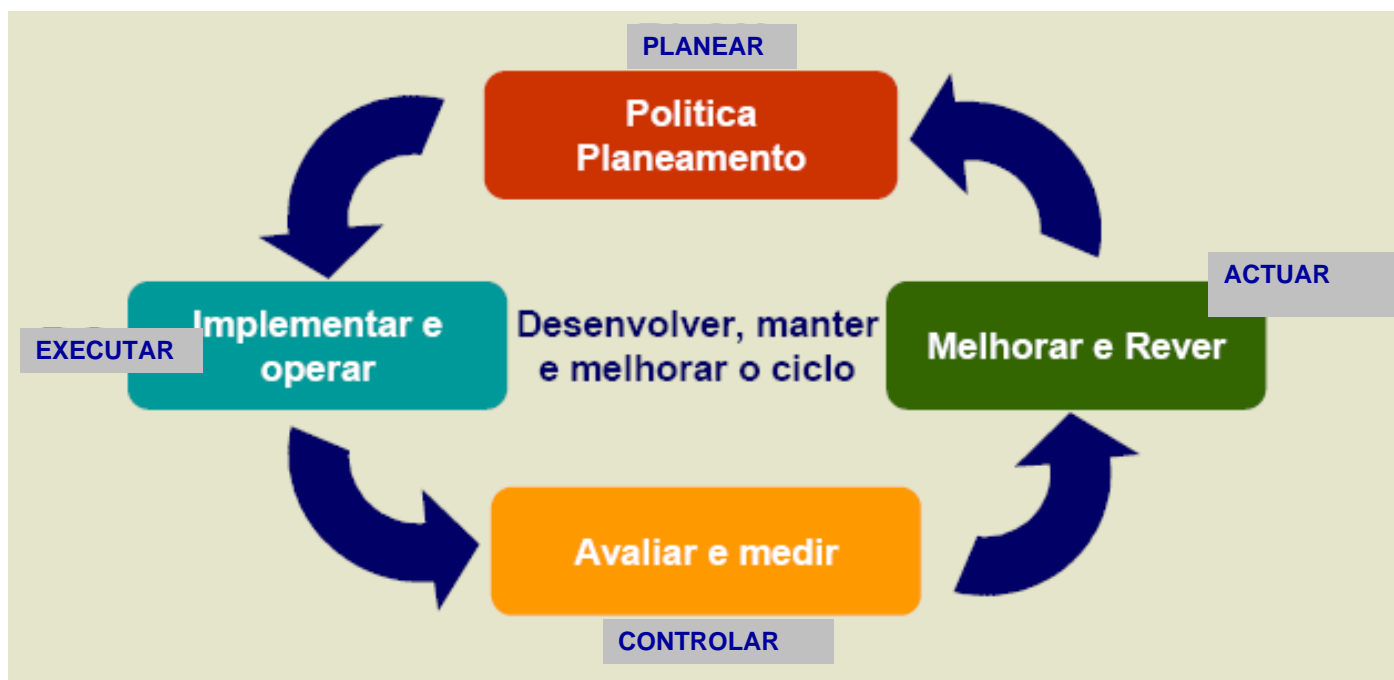 PLANEAR
Politica
Planeamento
ACTUAR
Implementar e
operar
EXECUTAR
Desenvolver, manter
e melhorar o ciclo
Melhorar e Rever
Avaliar e medir
CONTROLAR